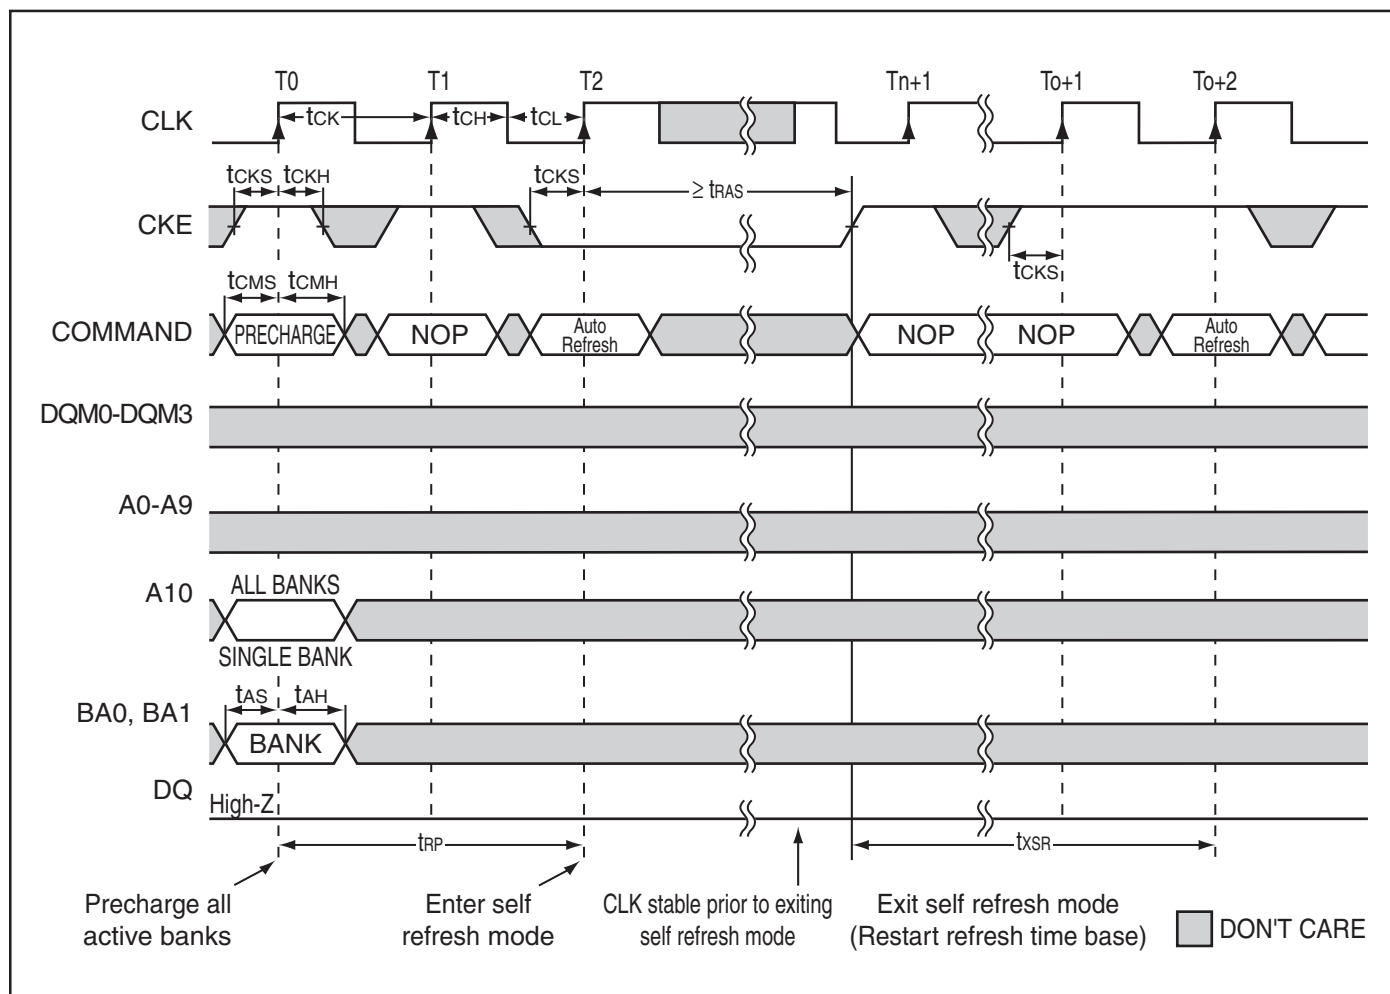 T0 T1 T2 Tn+1 To+1 To+2
CLK
tCK tCH tCL
tCKS tCKH tCKS ≥ tRAS
CKE
tCKS
tCMS tCMH
COMMAND PRECHARGE NOP Auto Refresh NOP NOP Auto Refresh
DQM0-DQM3
A0-A9
A10 ALL BANKS
SINGLE BANK
tAS tAH
BA0, BA1
BANK
DQ
High-Z
tRP tXSR
Precharge all
active banks
Enter self
refresh mode
CLK stable prior to exiting
self refresh mode
Exit self refresh mode
(Restart refresh time base)
DON'T CARE